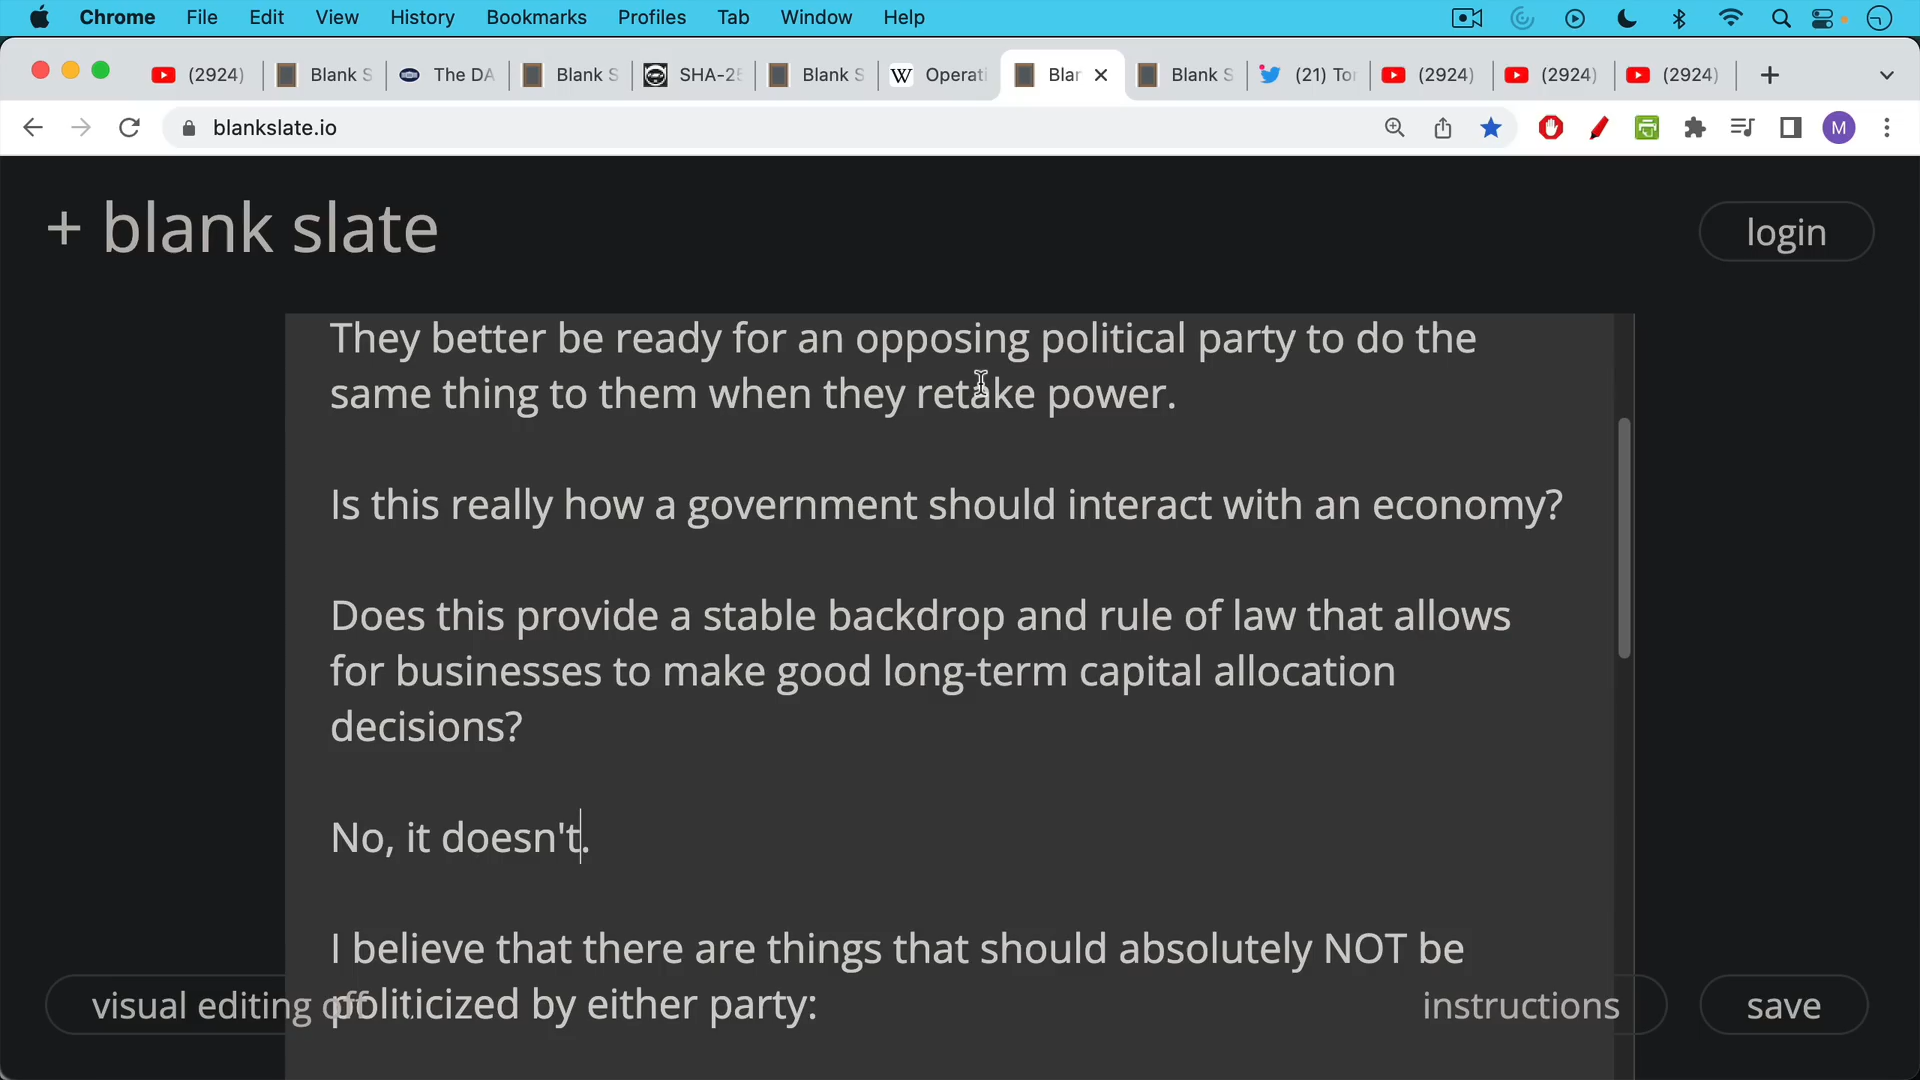 Chrome File Edit View History Bookmarks Profiles Tab Window Help
(2924) Blank S The DA Blank S SHA-25 Blank S W Operati Blar Blank S (21) Tor (2924) (2924) (2924)
blankslate.io M
+ blank slate
login
They better be ready for an opposing political party to do the
same thing to them when they retake power.
Is this really how a government should interact with an economy?
Does this provide a stable backdrop and rule of law that allows
for businesses to make good long-term capital allocation
decisions?
No, it doesn't.
I believe that there are things that should absolutely NOT be
politicized by either party:
visual editing off
instructions
save